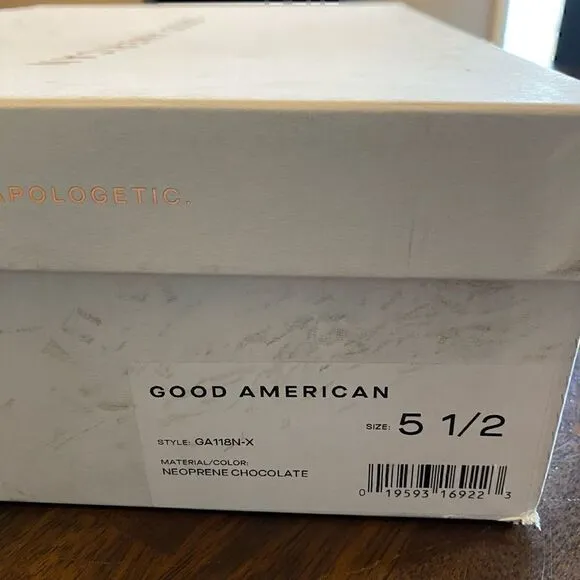 APOLOGETIC.
GOOD AMERICAN
SIZE: 5 1/2
STYLE: GA118N-X
MATERIAL/COLOR:
NEOPRENE CHOCOLATE
0 19593 16922 3